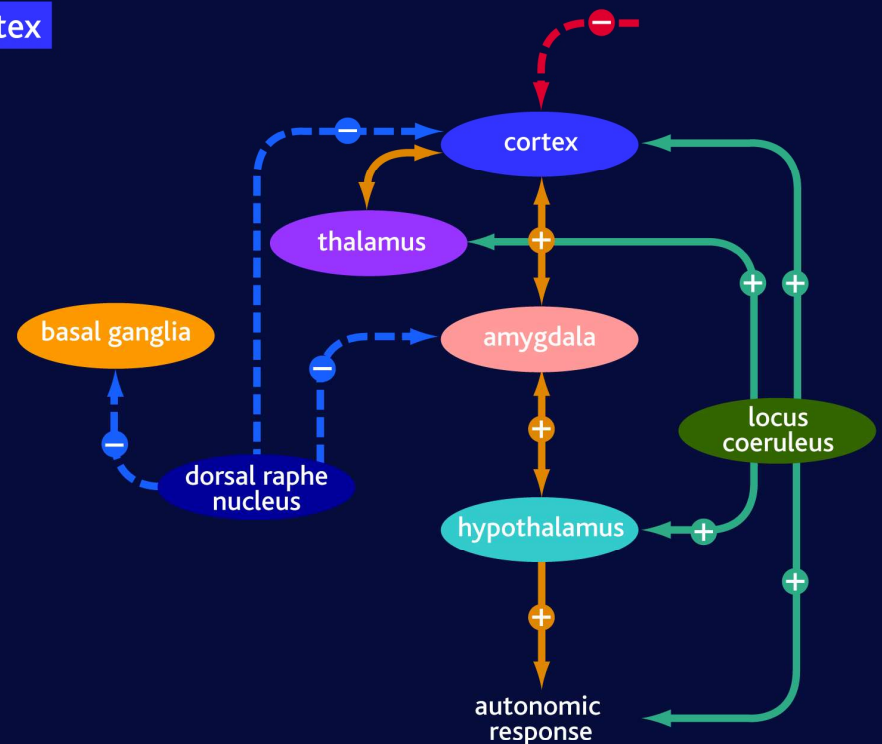 tex
cortex
thalamus
basal ganglia
amygdala
locus
coeruleus
dorsal raphe
nucleus
hypothalamus
autonomic
response